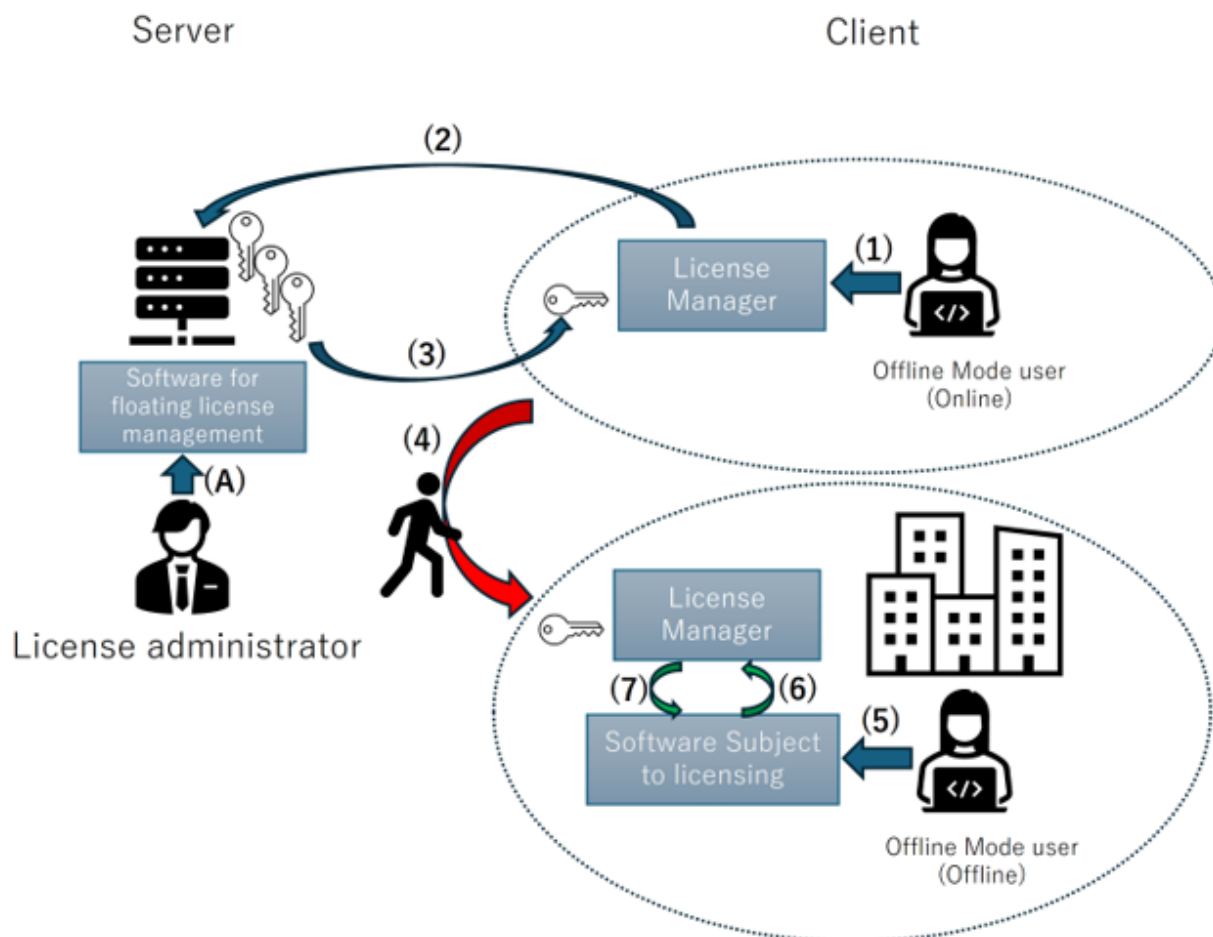 Server
Client
(2)
(1)
License
Manager
</>
Offline Mode user
(Online)
(3)
Software for
floating license
management
(A)
License administrator
(4)
License
Manager
(7)
(6)
(5)
Software Subject
to licensing
</>
Offline Mode user
(Offline)